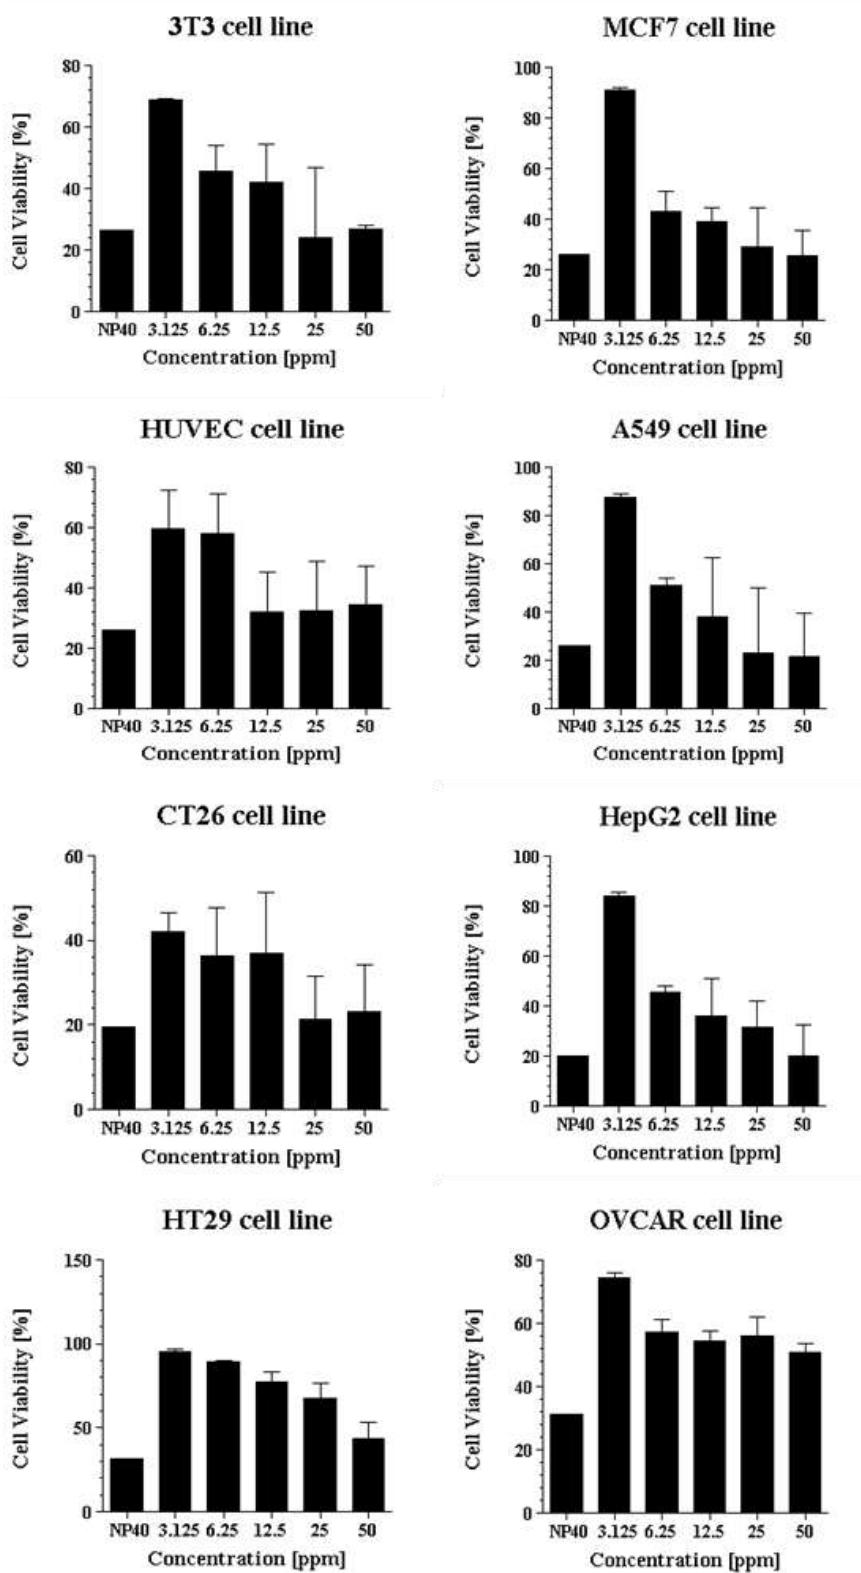 3T3 cell line
Cell Viability [%]
80
60
40
20
0
NP40 3.125 6.25 12.5 25 50
Concentration [ppm]
MCF7 cell line
Cell Viability [%]
100
80
60
40
20
0
NP40 3.125 6.25 12.5 25 50
Concentration [ppm]
HUVEC cell line
Cell Viability [%]
80
60
40
20
0
NP40 3.125 6.25 12.5 25 50
Concentration [ppm]
A549 cell line
Cell Viability [%]
100
80
60
40
20
0
NP40 3.125 6.25 12.5 25 50
Concentration [ppm]
CT26 cell line
Cell Viability [%]
60
40
20
0
NP40 3.125 6.25 12.5 25 50
Concentration [ppm]
HepG2 cell line
Cell Viability [%]
100
80
60
40
20
0
NP40 3.125 6.25 12.5 25 50
Concentration [ppm]
HT29 cell line
Cell Viability [%]
150
100
50
0
NP40 3.125 6.25 12.5 25 50
Concentration [ppm]
OVCAR cell line
Cell Viability [%]
80
60
40
20
0
NP40 3.125 6.25 12.5 25 50
Concentration [ppm]